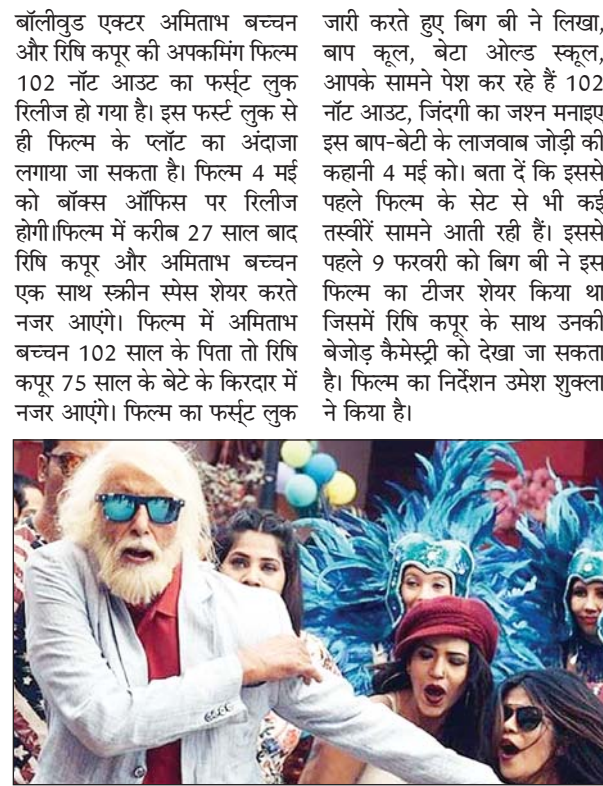 बॉलीवुड एक्टर अमिताभ बच्चन
और रिषि कपूर की अपकमिंग फिल्म
102 नॉट आउट का फर्स्ट लुक
रिलीज हो गया है। इस फर्स्ट लुक से
ही फिल्म के प्लॉट का अंदाजा
लगाया जा सकता है। फिल्म 4 मई
को बॉक्स ऑफिस पर रिलीज
होगी।फिल्म में करीब 27 साल बाद
रिषि कपूर और अमिताभ बच्चन
एक साथ स्क्रीन स्पेस शेयर करते
नजर आएंगे। फिल्म में अमिताभ
बच्चन 102 साल के पिता तो रिषि
कपूर 75 साल के बेटे के किरदार में
नजर आएंगे। फिल्म का फर्स्ट लुक
जारी करते हुए बिग बी ने लिखा,
बाप कूल, बेटा ओल्ड स्कूल,
आपके सामने पेश कर रहे हैं 102
नॉट आउट, जिंदगी का जश्न मनाइए
इस बाप-बेटी के लाजवाब जोड़ी की
कहानी 4 मई को। बता दें कि इससे
पहले फिल्म के सेट से भी कई
तस्वीरें सामने आती रही हैं। इससे
पहले 9 फरवरी को बिग बी ने इस
फिल्म का टीजर शेयर किया था
जिसमें रिषि कपूर के साथ उनकी
बेजोड़ कैमेस्ट्री को देखा जा सकता
है। फिल्म का निर्देशन उमेश शुक्ला
ने किया है।